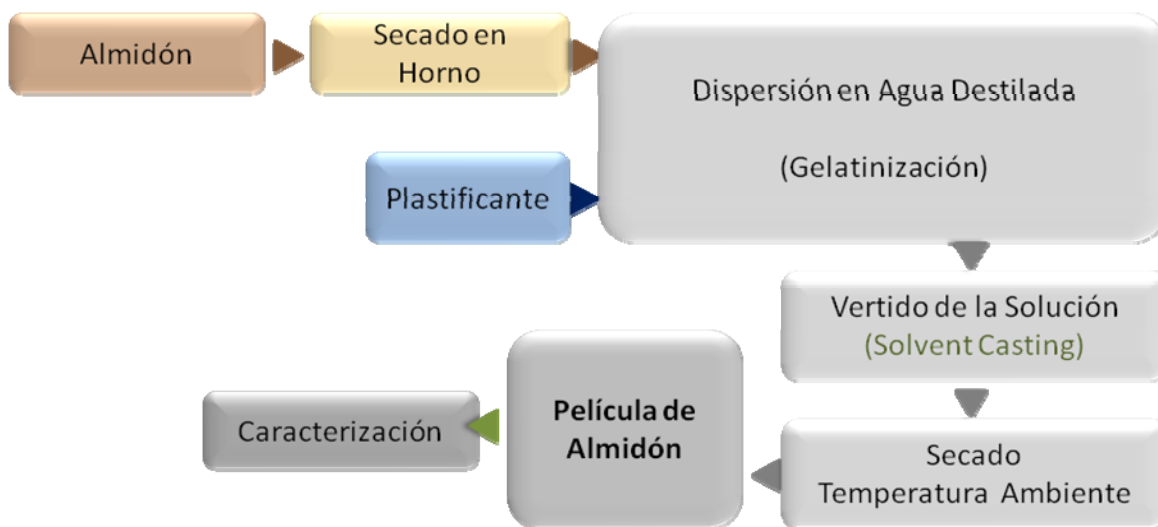 Almidón
Secado en
Horno
Dispersión en Agua Destilada
(Gelatinización)
Plastificante
Vertido de la Solución
(Solvent Casting)
Secado
Temperatura Ambiente
Película de
Almidón
Caracterización